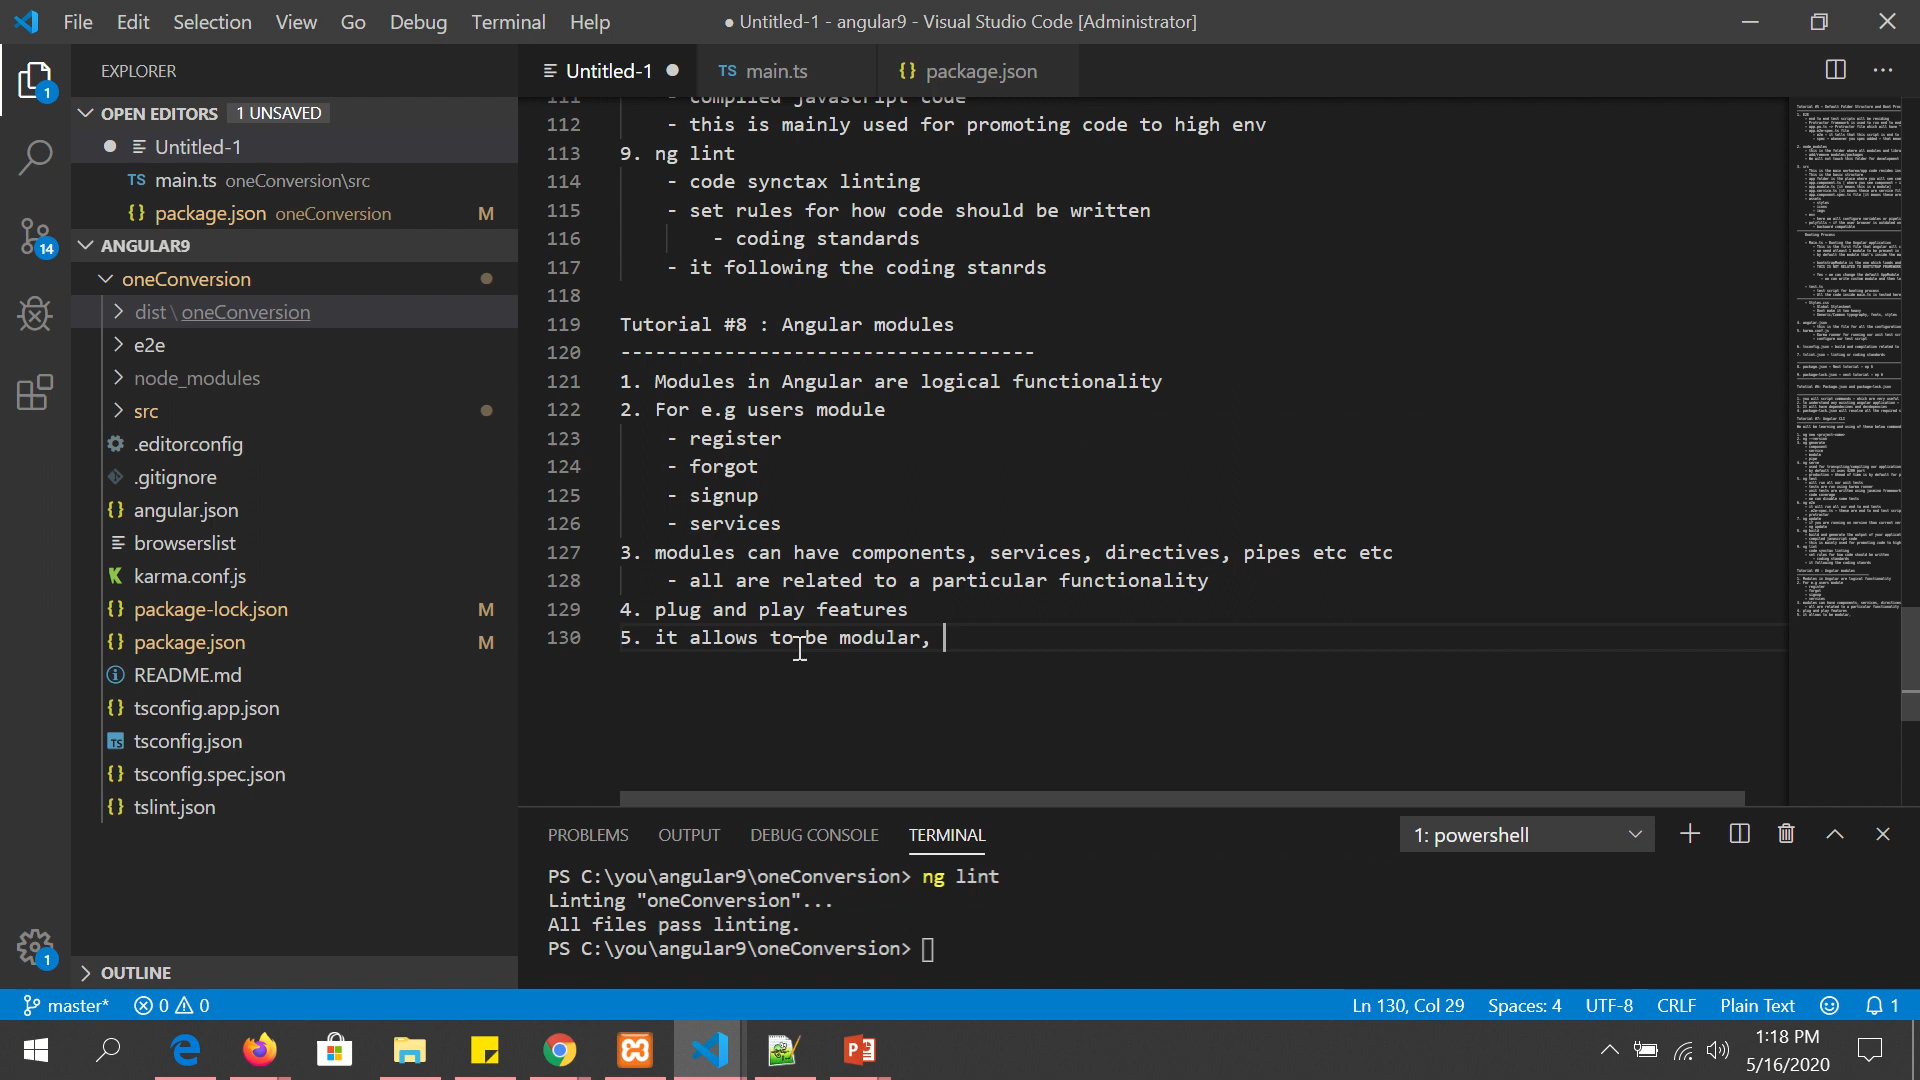 File Edit Selection View Go Debug Terminal Help
● Untitled-1 - angular9 - Visual Studio Code [Administrator]
EXPLORER
OPEN EDITORS 1 UNSAVED
Untitled-1
TS main.ts oneConversion\src
{} package.json oneConversion M
ANGULAR9
oneConversion
dist \ oneConversion
e2e
node_modules
src
.editorconfig
.gitignore
{} angular.json
browserslist
karma.conf.js
{} package-lock.json M
{} package.json M
README.md
{} tsconfig.app.json
TS tsconfig.json
{} tsconfig.spec.json
{} tslint.json
OUTLINE
1
14
1
Untitled-1
TS main.ts
{} package.json
111 - compiled javascript code
112 - this is mainly used for promoting code to high env
113 9. ng lint
114 - code synctax linting
115 - set rules for how code should be written
116 - coding standards
117 - it following the coding stanrds
118
119 Tutorial #8 : Angular modules
120 ------------------------------------
121 1. Modules in Angular are logical functionality
122 2. For e.g users module
123 - register
124 - forgot
125 - signup
126 - services
127 3. modules can have components, services, directives, pipes etc etc
128 - all are related to a particular functionality
129 4. plug and play features
130 5. it allows to be modular,
PROBLEMS OUTPUT DEBUG CONSOLE TERMINAL
1: powershell
PS C:\you\angular9\oneConversion> ng lint
Linting "oneConversion"...
All files pass linting.
PS C:\you\angular9\oneConversion>
master* 0 0
Ln 130, Col 29 Spaces: 4 UTF-8 CRLF Plain Text 1
1:18 PM
5/16/2020